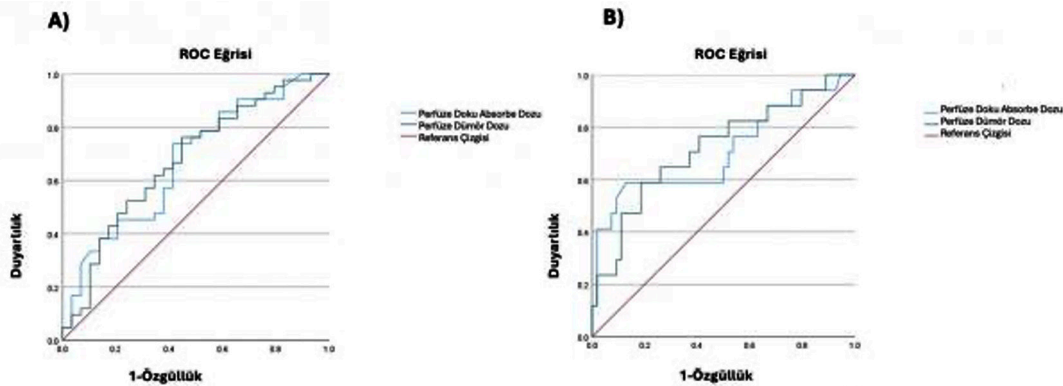 A)
ROC Eğrisi
1.0
0.8
0.6
0.4
0.2
0.0
0.0 0.2 0.4 0.6 0.8 1.0
Duyarlılık
1-Özgüllük
Perfüze Doku Absorbe Dozu
Perfüze Dümör Dozu
Referans Çizgisi
B)
ROC Eğrisi
1.0
0.8
0.6
0.4
0.2
0.0
0.0 0.2 0.4 0.6 0.8 1.0
Duyarlılık
1-Özgüllük
Perfüze Doku Absorbe Dozu
Perfüze Dümör Dozu
Referans Çizgisi